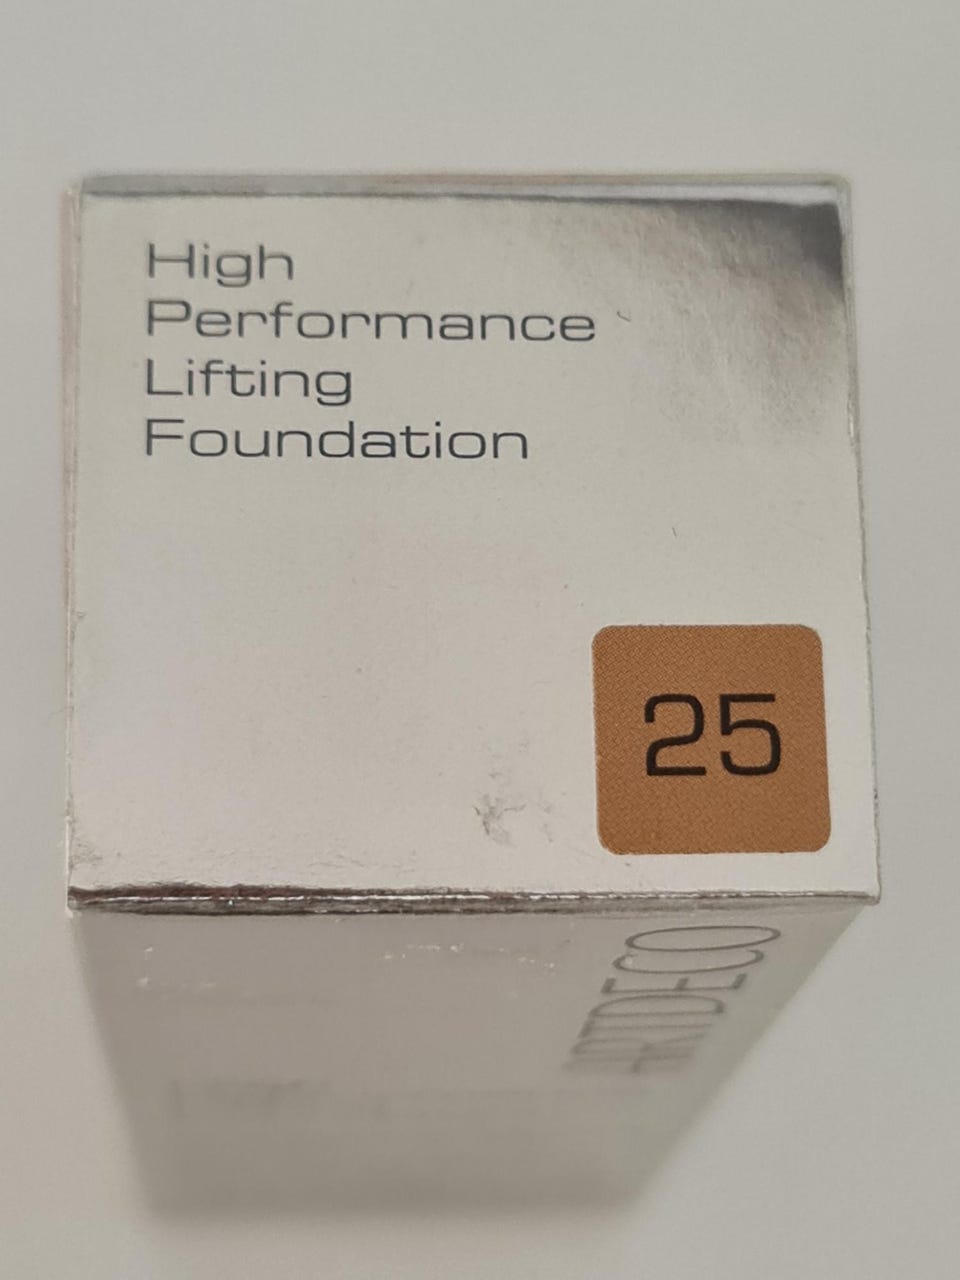 High
Performance
Lifting
Foundation
25
ARTDECO